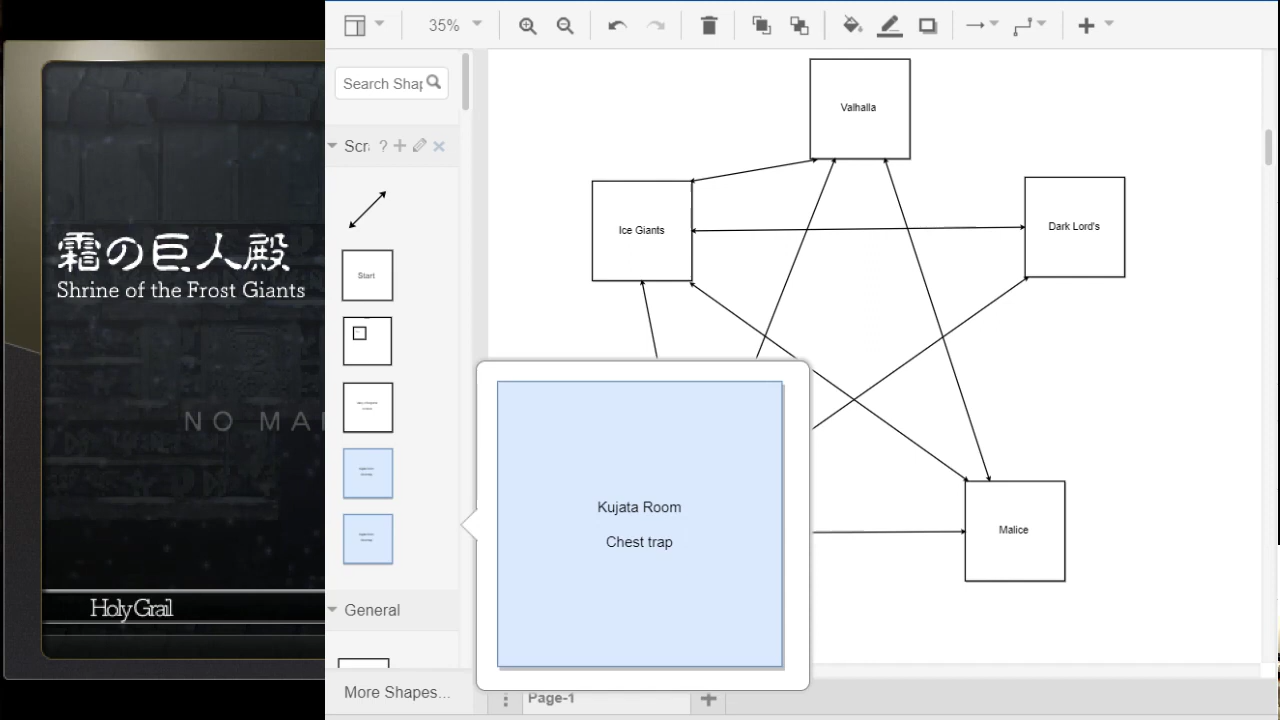 35%
Search Shap
Scr
?
Start
General
More Shapes...
霜の巨人殿
Shrine of the Frost Giants
NO MA
Holy Grail
Valhalla
Ice Giants
Dark Lord's
Malice
Kujata Room
Chest trap
Page-1